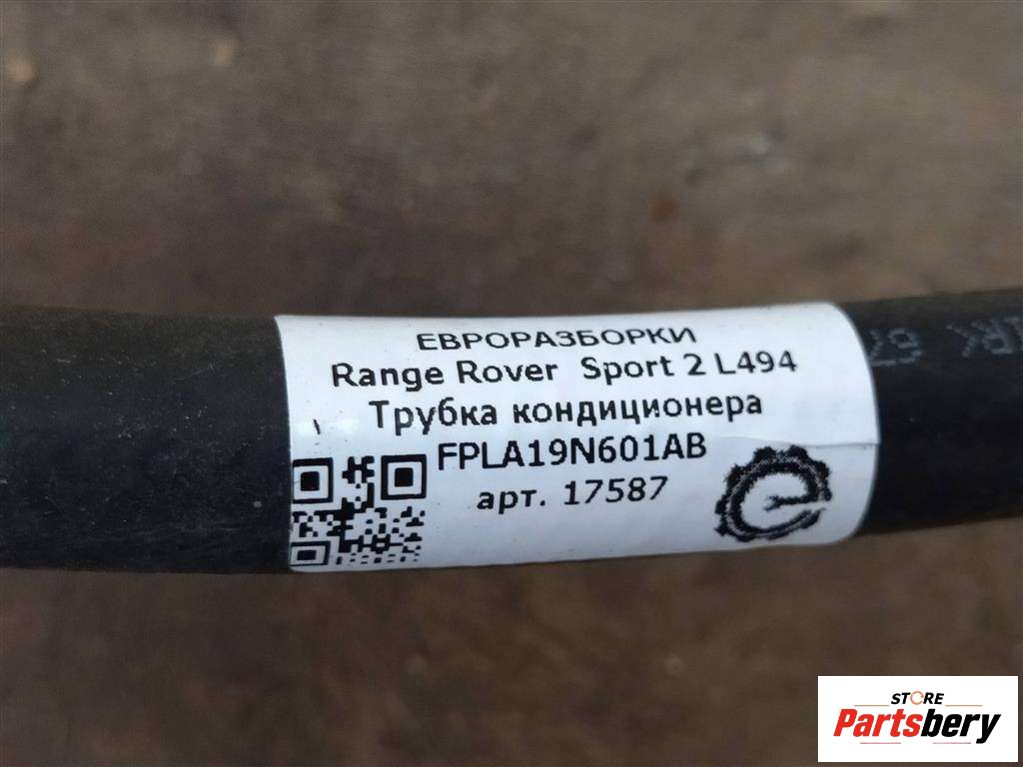 ЕВРОРАЗБОРКИ
Range Rover Sport 2 L494
Трубка кондиционера
FPLA19N601AB
арт. 17587
STORE
Partsbery